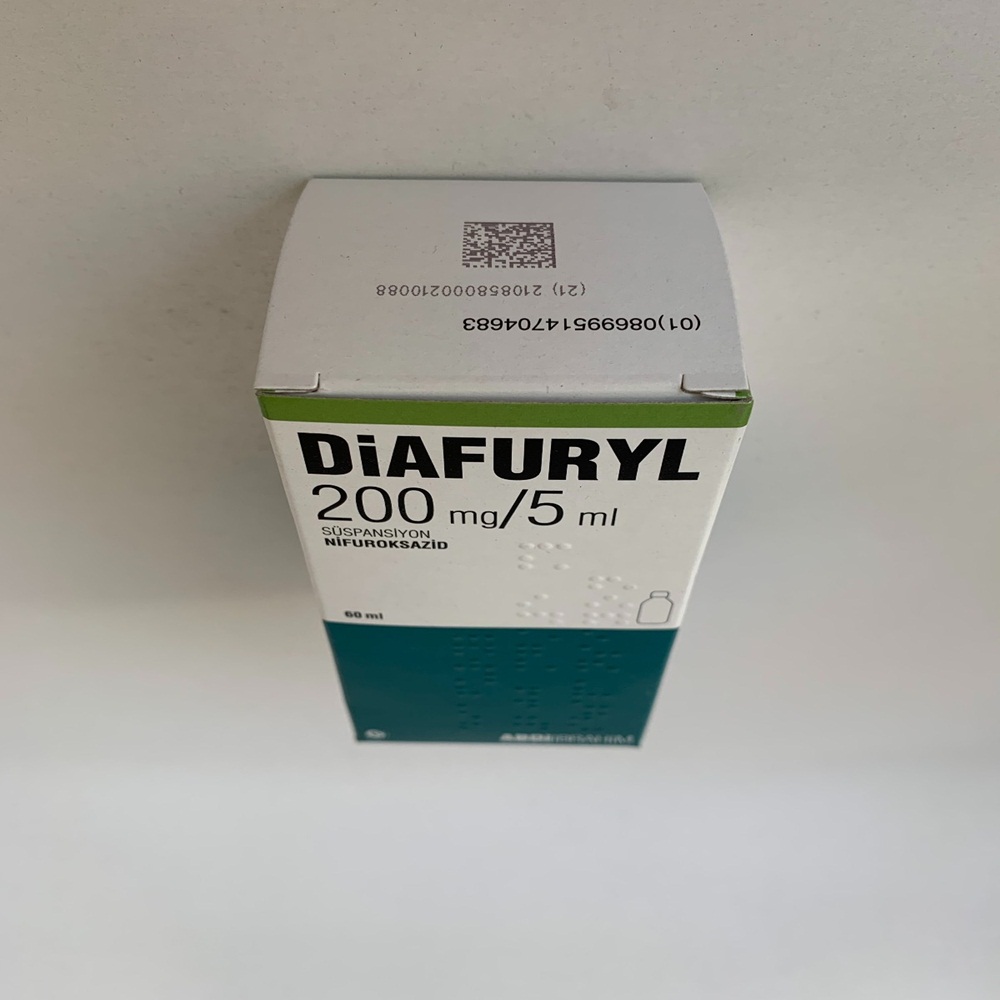 (01)08699514704683
(21) 210858000210088
DiAFURYL
200 mg/5 ml
SÜSPANSİYON
NİFUROKSAZİD
60 ml